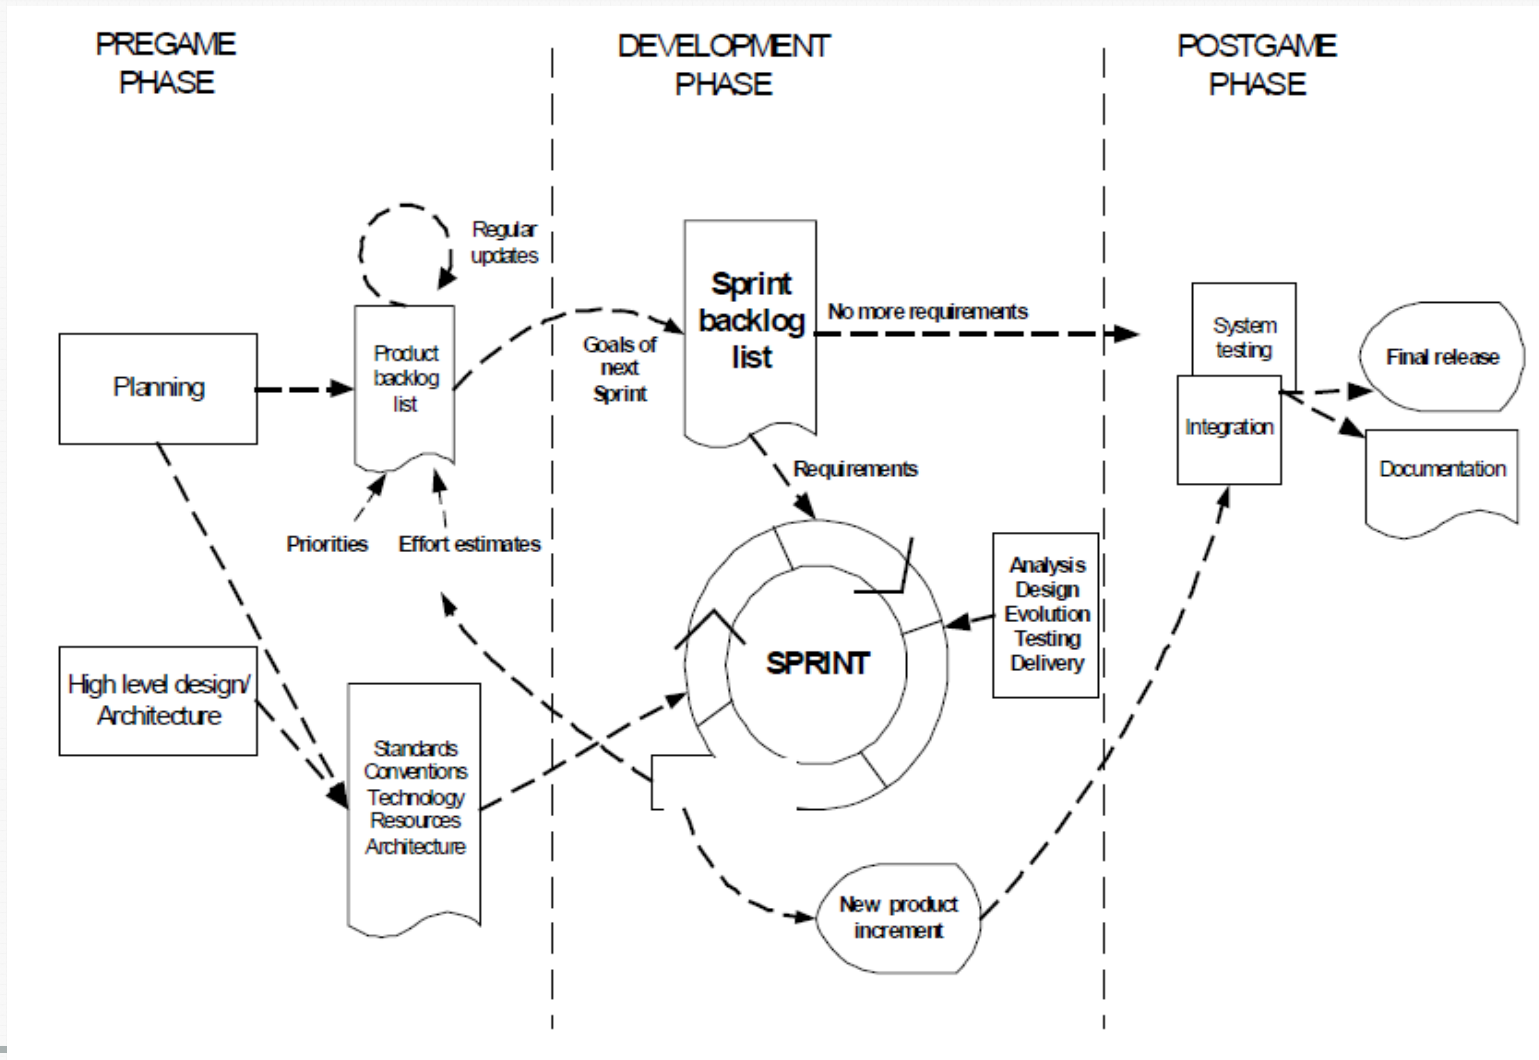 PREGAME
PHASE
DEVELOPMENT
PHASE
POSTGAME
PHASE
Regular
updates
Planning
Product
backlog
list
Priorities
Effort estimates
High level design/
Architecture
Standards
Conventions
Technology
Resources
Architecture
Goals of
next
Sprint
Sprint
backlog
list
No more requirements
Requirements
SPRINT
Analysis
Design
Evolution
Testing
Delivery
New product
increment
System
testing
Integration
Final release
Documentation